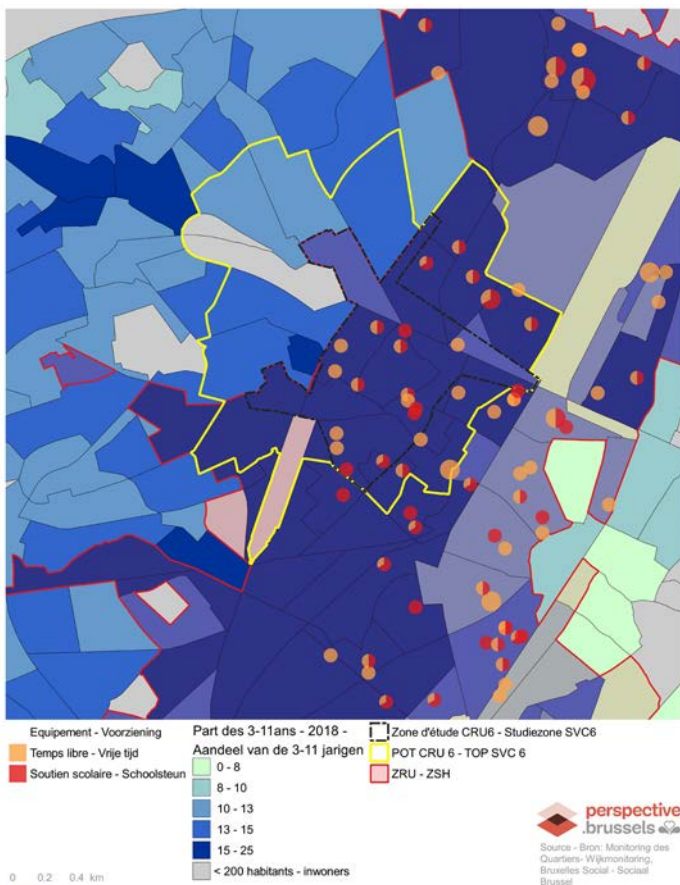 Equipement - Voorziening
Temps libre - Vrije tijd
Soutien scolaire - Schoolsteun
Part des 3-11ans - 2018 -
Aandeel van de 3-11 jarigen
0 - 8
8 - 10
10 - 13
13 - 15
15 - 25
< 200 habitants - inwoners
Zone d'étude CRU6 - Studiezone SVC6
POT CRU 6 - TOP SVC 6
ZRU - ZSH
perspective
.brussels
Source - Bron: Monitoring des
Quartiers- Wijkmonitoring,
Bruxelles Social - Sociaal
Brussel
0 0.2 0.4 km